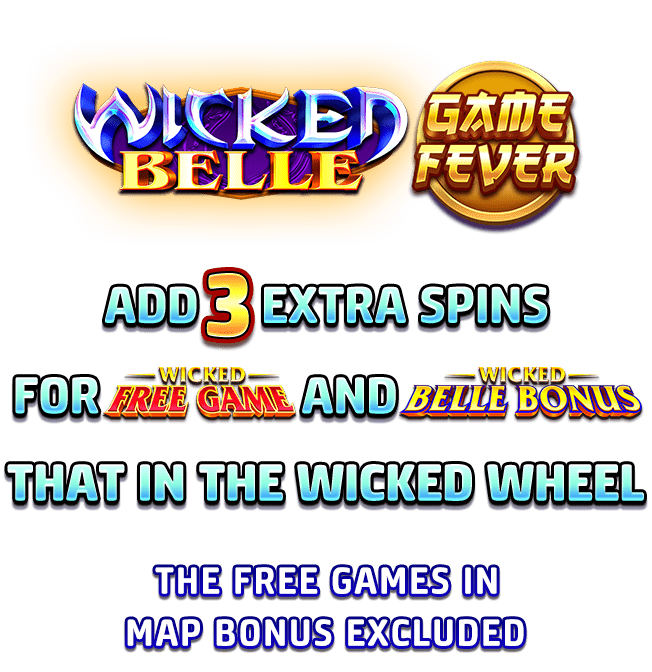 WICKED
BELLE
GAME
FEVER
ADD 3 EXTRA SPINS
FOR WICKED FREE GAME AND WICKED BELLE BONUS
THAT IN THE WICKED WHEEL
THE FREE GAMES IN
MAP BONUS EXCLUDED